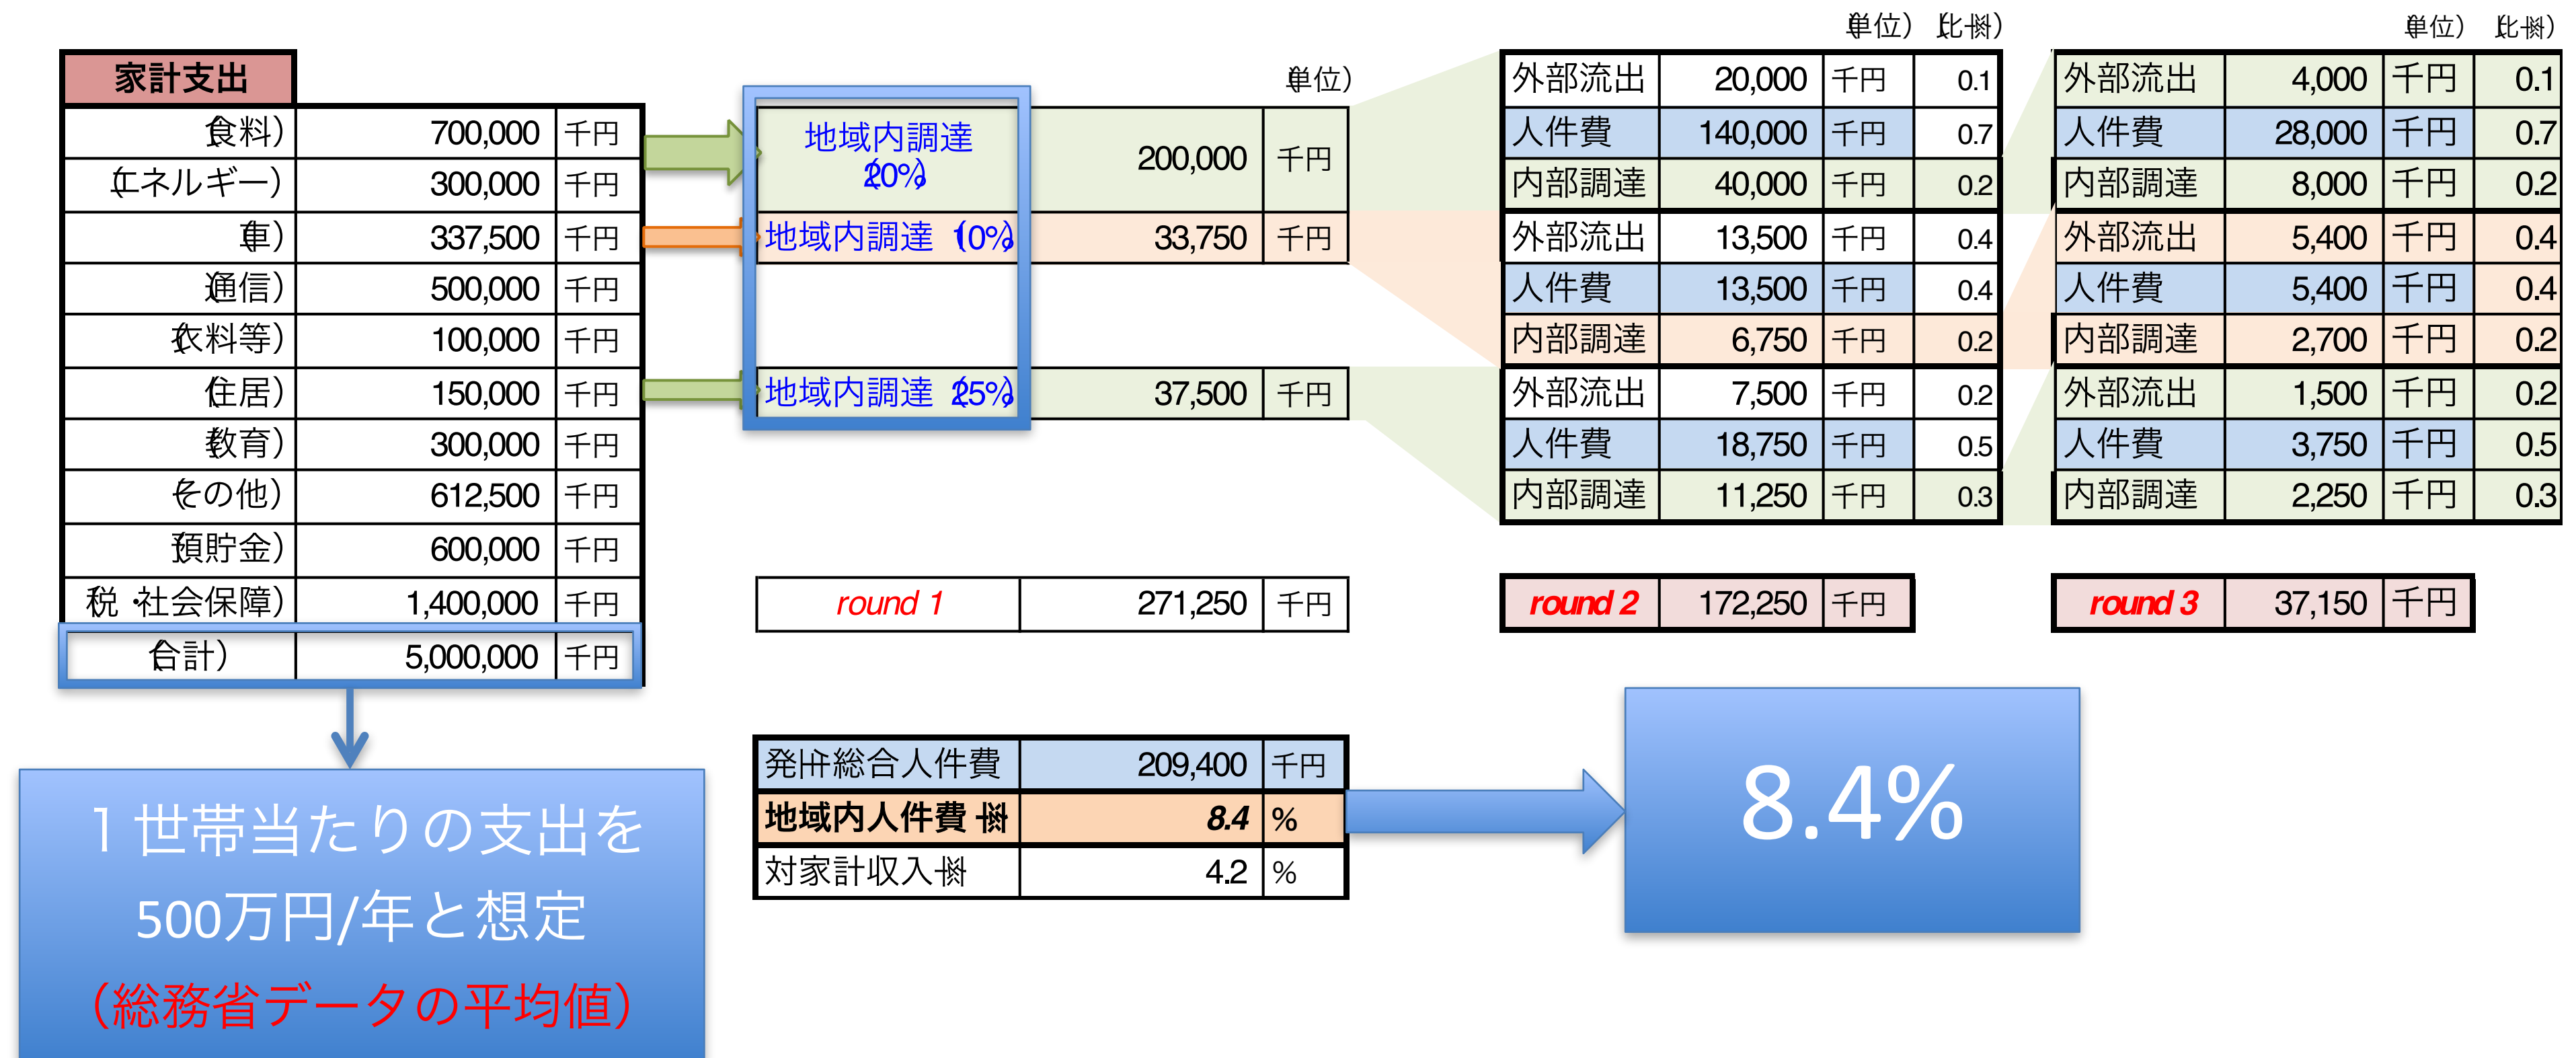 家計支出
(食料) 700,000 千円
(エネルギー) 300,000 千円
(車) 337,500 千円
(通信) 500,000 千円
(衣料等) 100,000 千円
(住居) 150,000 千円
(教育) 300,000 千円
(その他) 612,500 千円
(預貯金) 600,000 千円
(税・社会保障) 1,400,000 千円
(合計) 5,000,000 千円
1世帯当たりの支出を
500万円/年と想定
(総務省データの平均値)
(単位)
地域内調達
(20%)
200,000 千円
地域内調達 (10%) 33,750 千円
地域内調達 (25%) 37,500 千円
round 1 271,250 千円
発生総合人件費 209,400 千円
地域内人件費率 8.4 %
対家計収入率 4.2 %
8.4%
(単位) (比率)
外部流出 20,000 千円 0.1
人件費 140,000 千円 0.7
内部調達 40,000 千円 0.2
外部流出 13,500 千円 0.4
人件費 13,500 千円 0.4
内部調達 6,750 千円 0.2
外部流出 7,500 千円 0.2
人件費 18,750 千円 0.5
内部調達 11,250 千円 0.3
round 2 172,250 千円
(単位) (比率)
外部流出 4,000 千円 0.1
人件費 28,000 千円 0.7
内部調達 8,000 千円 0.2
外部流出 5,400 千円 0.4
人件費 5,400 千円 0.4
内部調達 2,700 千円 0.2
外部流出 1,500 千円 0.2
人件費 3,750 千円 0.5
内部調達 2,250 千円 0.3
round 3 37,150 千円